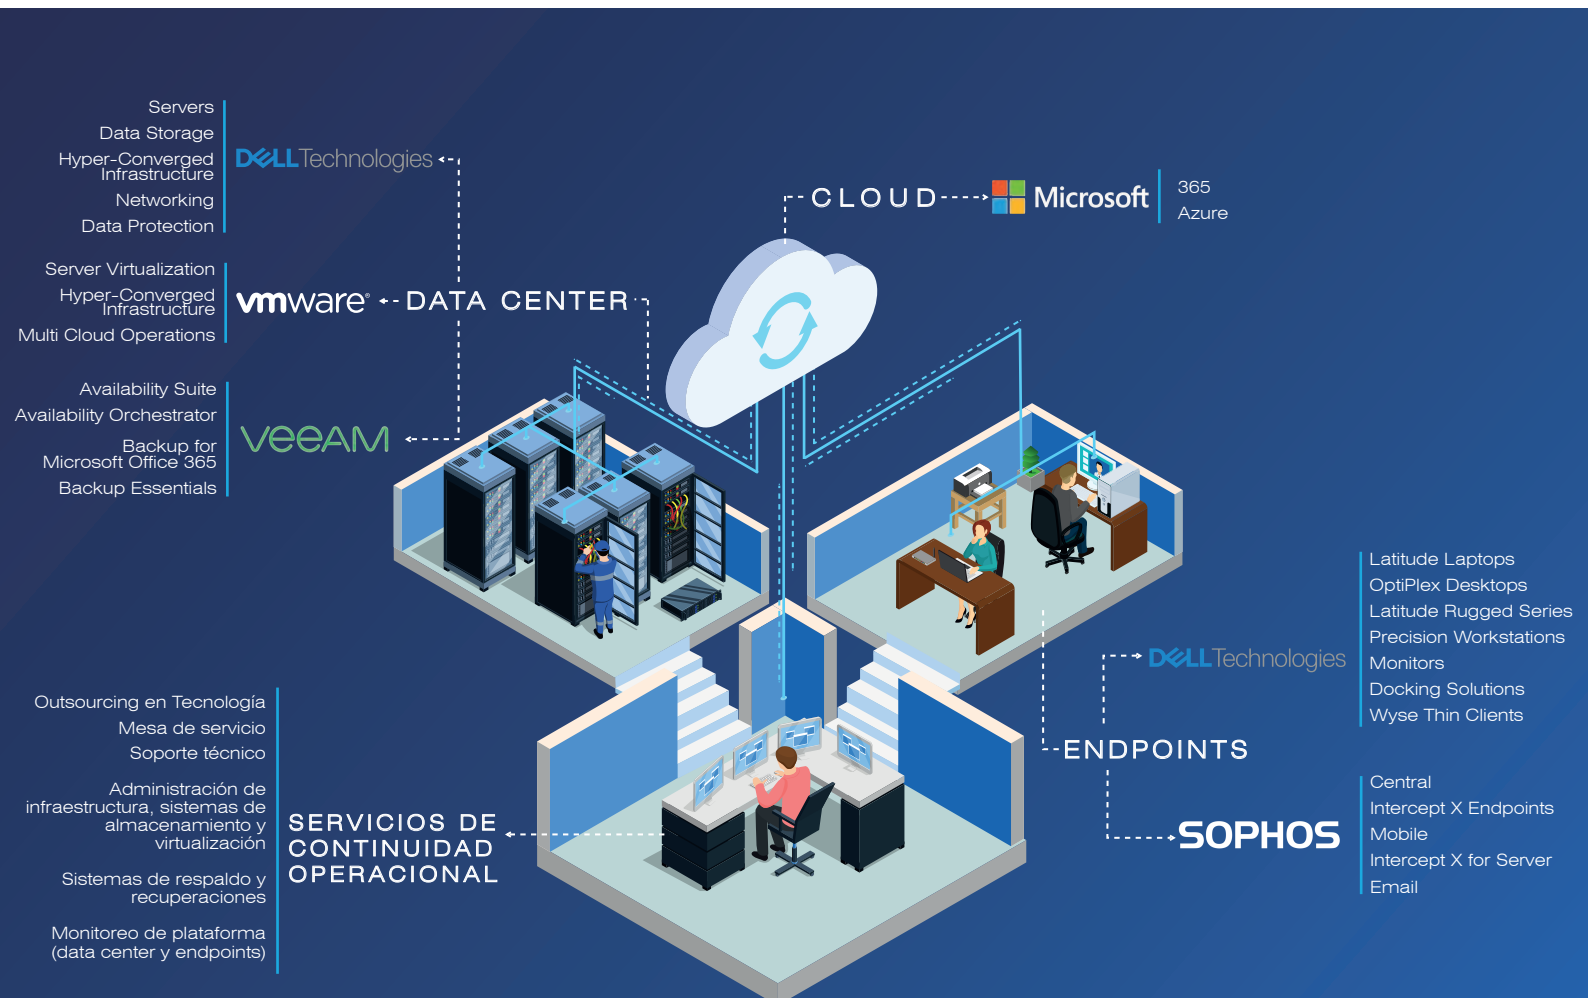 Servers
Data Storage
Hyper-Converged
Infrastructure
Networking
Data Protection
DELLTechnologies
Server Virtualization
Hyper-Converged
Infrastructure
Multi Cloud Operations
vmware®
DATA CENTER
Availability Suite
Availability Orchestrator
Backup for
Microsoft Office 365
Backup Essentials
VEEAM
CLOUD
Microsoft
365
Azure
Latitude Laptops
OptiPlex Desktops
Latitude Rugged Series
Precision Workstations
Monitors
Docking Solutions
Wyse Thin Clients
DELLTechnologies
ENDPOINTS
SOPHOS
Central
Intercept X Endpoints
Mobile
Intercept X for Server
Email
Outsourcing en Tecnología
Mesa de servicio
Soporte técnico
Administración de
infraestructura, sistemas de
almacenamiento y
virtualización
Sistemas de respaldo y
recuperaciones
Monitoreo de plataforma
(data center y endpoints)
SERVICIOS DE
CONTINUIDAD
OPERACIONAL